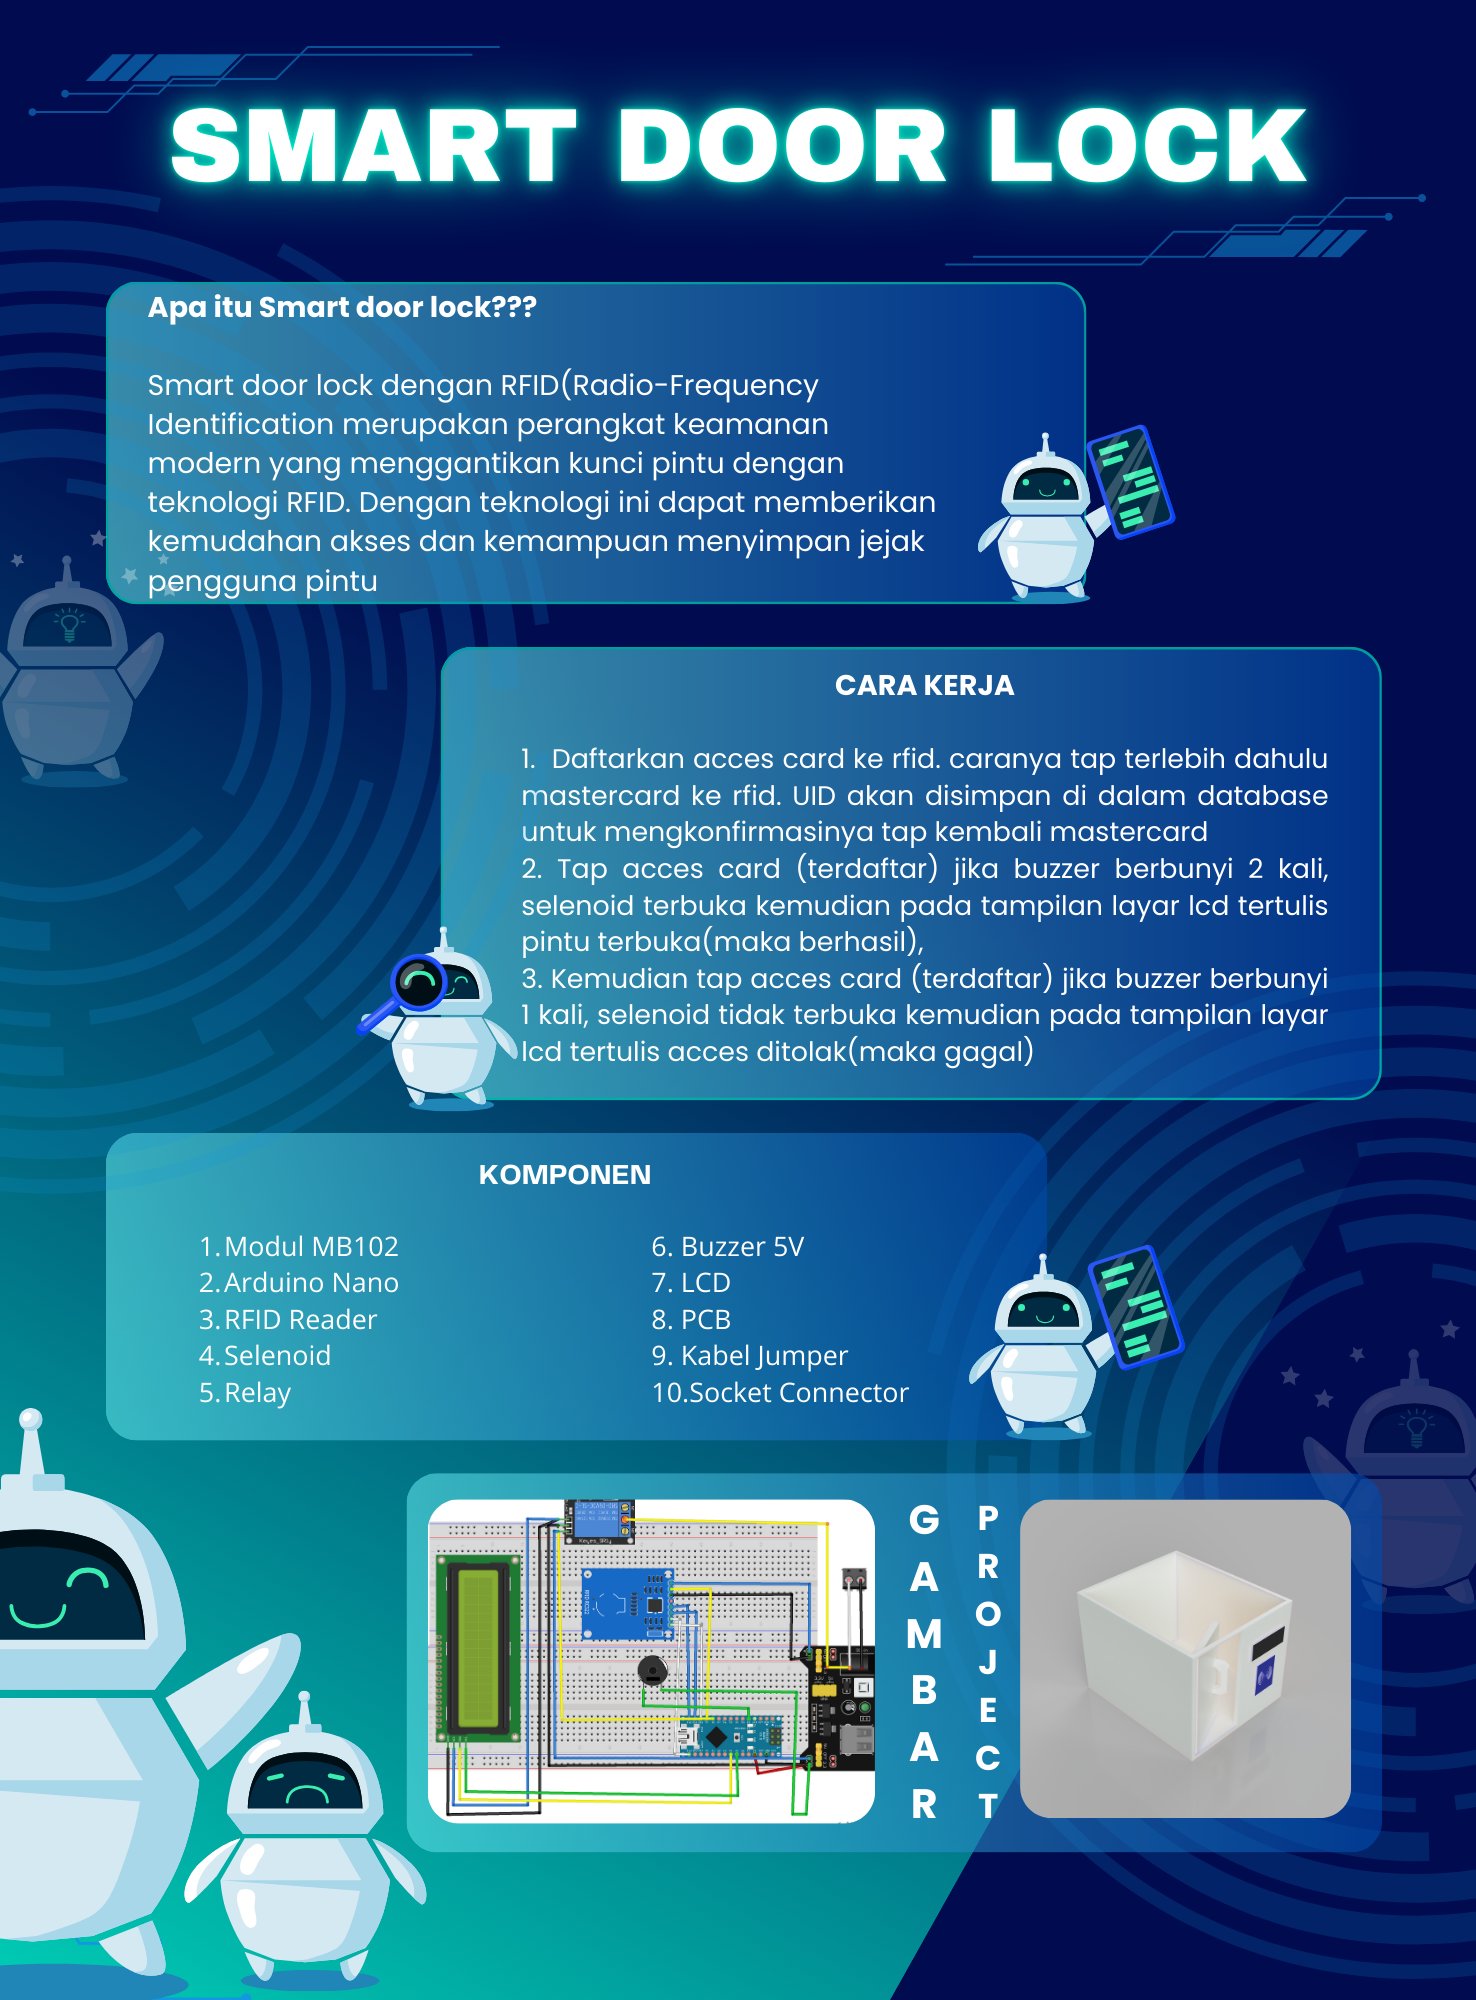 SMART DOOR LOCK
Apa itu Smart door lock???
Smart door lock dengan RFID(Radio-Frequency
Identification merupakan perangkat keamanan
modern yang menggantikan kunci pintu dengan
teknologi RFID. Dengan teknologi ini dapat memberikan
kemudahan akses dan kemampuan menyimpan jejak
pengguna pintu
CARA KERJA
1. Daftarkan acces card ke rfid. caranya tap terlebih dahulu
mastercard ke rfid. UID akan disimpan di dalam database
untuk mengkonfirmasinya tap kembali mastercard
2. Tap acces card (terdaftar) jika buzzer berbunyi 2 kali,
selenoid terbuka kemudian pada tampilan layar lcd tertulis
pintu terbuka(maka berhasil),
3. Kemudian tap acces card (terdaftar) jika buzzer berbunyi
1 kali, selenoid tidak terbuka kemudian pada tampilan layar
lcd tertulis acces ditolak(maka gagal)
KOMPONEN
1. Modul MB102
2. Arduino Nano
3. RFID Reader
4. Selenoid
5. Relay
6. Buzzer 5V
7. LCD
8. PCB
9. Kabel Jumper
10.Socket Connector
GAMBAR
PROJECT